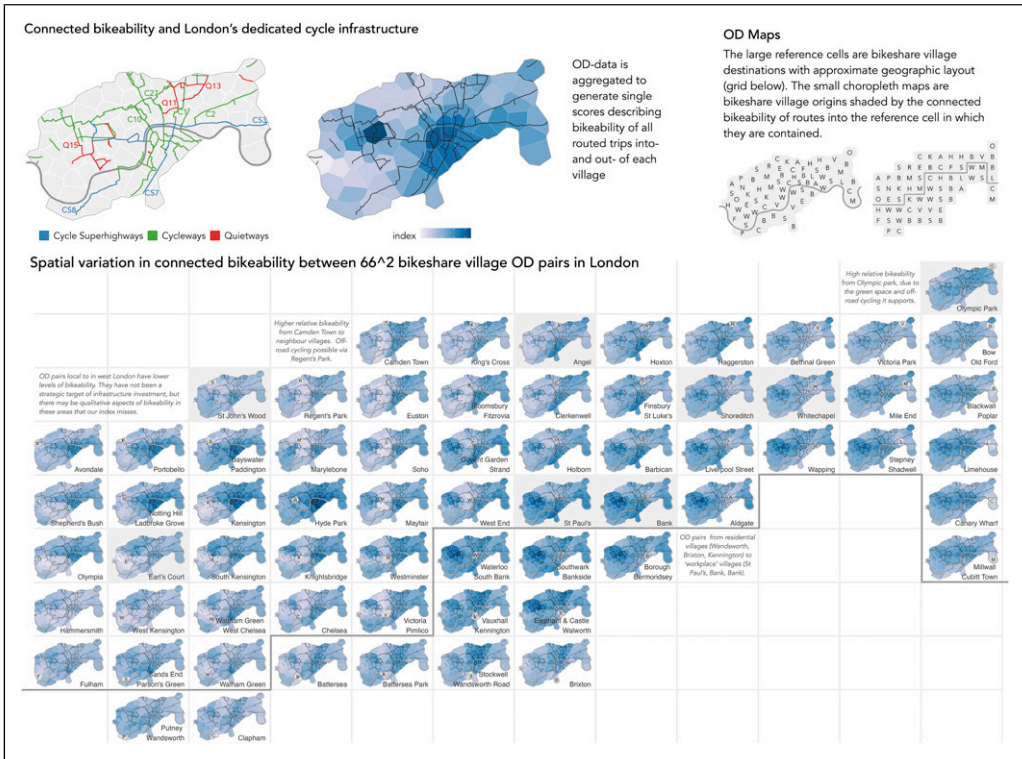 Connected bikeability and London's dedicated cycle infrastructure
C27
Q13
Q11
C10
C2
CS3
Q15
CS7
CS8
Cycle Superhighways
Cycleways
Quietways
index
OD-data is
aggregated to
generate single
scores describing
bikeability of all
routed trips into-
and out- of each
village
OD Maps
The large reference cells are bikeshare village
destinations with approximate geographic layout
(grid below). The small choropleth maps are
bikeshare village origins shaded by the connected
bikeability of routes into the reference cell in which
they are contained.
O
C K A H H B V B
S R E B C F S W M B
A P B M S C H B L W S L
S N K H M W S B A C
O E S K W W S B M
H W W C V V E
F S W B B S B
P C
Spatial variation in connected bikeability between 66^2 bikeshare village OD pairs in London
High relative bikeability
from Olympic park, due to
the green space and off-
road cycling it supports.
Olympic Park
Higher relative bikeability
from Camden Town to
neighbour villages. Off-
road cycling possible via
Regent's Park.
Camden Town
King's Cross
Angel
Hoxton
Haggerston
Bethnal Green
Victoria Park
Bow
Old Ford
OD pairs local to in west London have lower
levels of bikeability. They have not been a
strategic target of infrastructure investment, but
there may be qualitative aspects of bikeability in
these areas that our index misses.
St John's Wood
Regent's Park
Euston
Bloomsbury
Fitzrovia
Clerkenwell
Finsbury
St Luke's
Shoreditch
Whitechapel
Mile End
Blackwall
Poplar
Avondale
Portobello
Bayswater
Paddington
Marylebone
Soho
Covent Garden
Strand
Holborn
Barbican
Liverpool Street
Wapping
Stepney
Shadwell
Limehouse
Shepherd's Bush
Notting Hill
Ladbroke Grove
Kensington
Hyde Park
Mayfair
West End
St Paul's
Bank
Aldgate
Canary Wharf
Olympia
Earl's Court
South Kensington
Knightsbridge
Westminster
Waterloo
South Bank
Southwark
Bankside
Borough
Bermondsey
OD pairs from residential
villages (Wandsworth,
Brixton, Kennington) to
'workplace' villages (St
Paul's, Bank, Bank).
Millwall
Cubitt Town
Hammersmith
West Kensington
Walham Green
West Chelsea
Chelsea
Victoria
Pimlico
Vauxhall
Kennington
Elephant & Castle
Walworth
Fulham
Sands End
Parson's Green
Walham Green
Battersea
Battersea Park
Stockwell
Wandsworth Road
Brixton
Putney
Wandsworth
Clapham